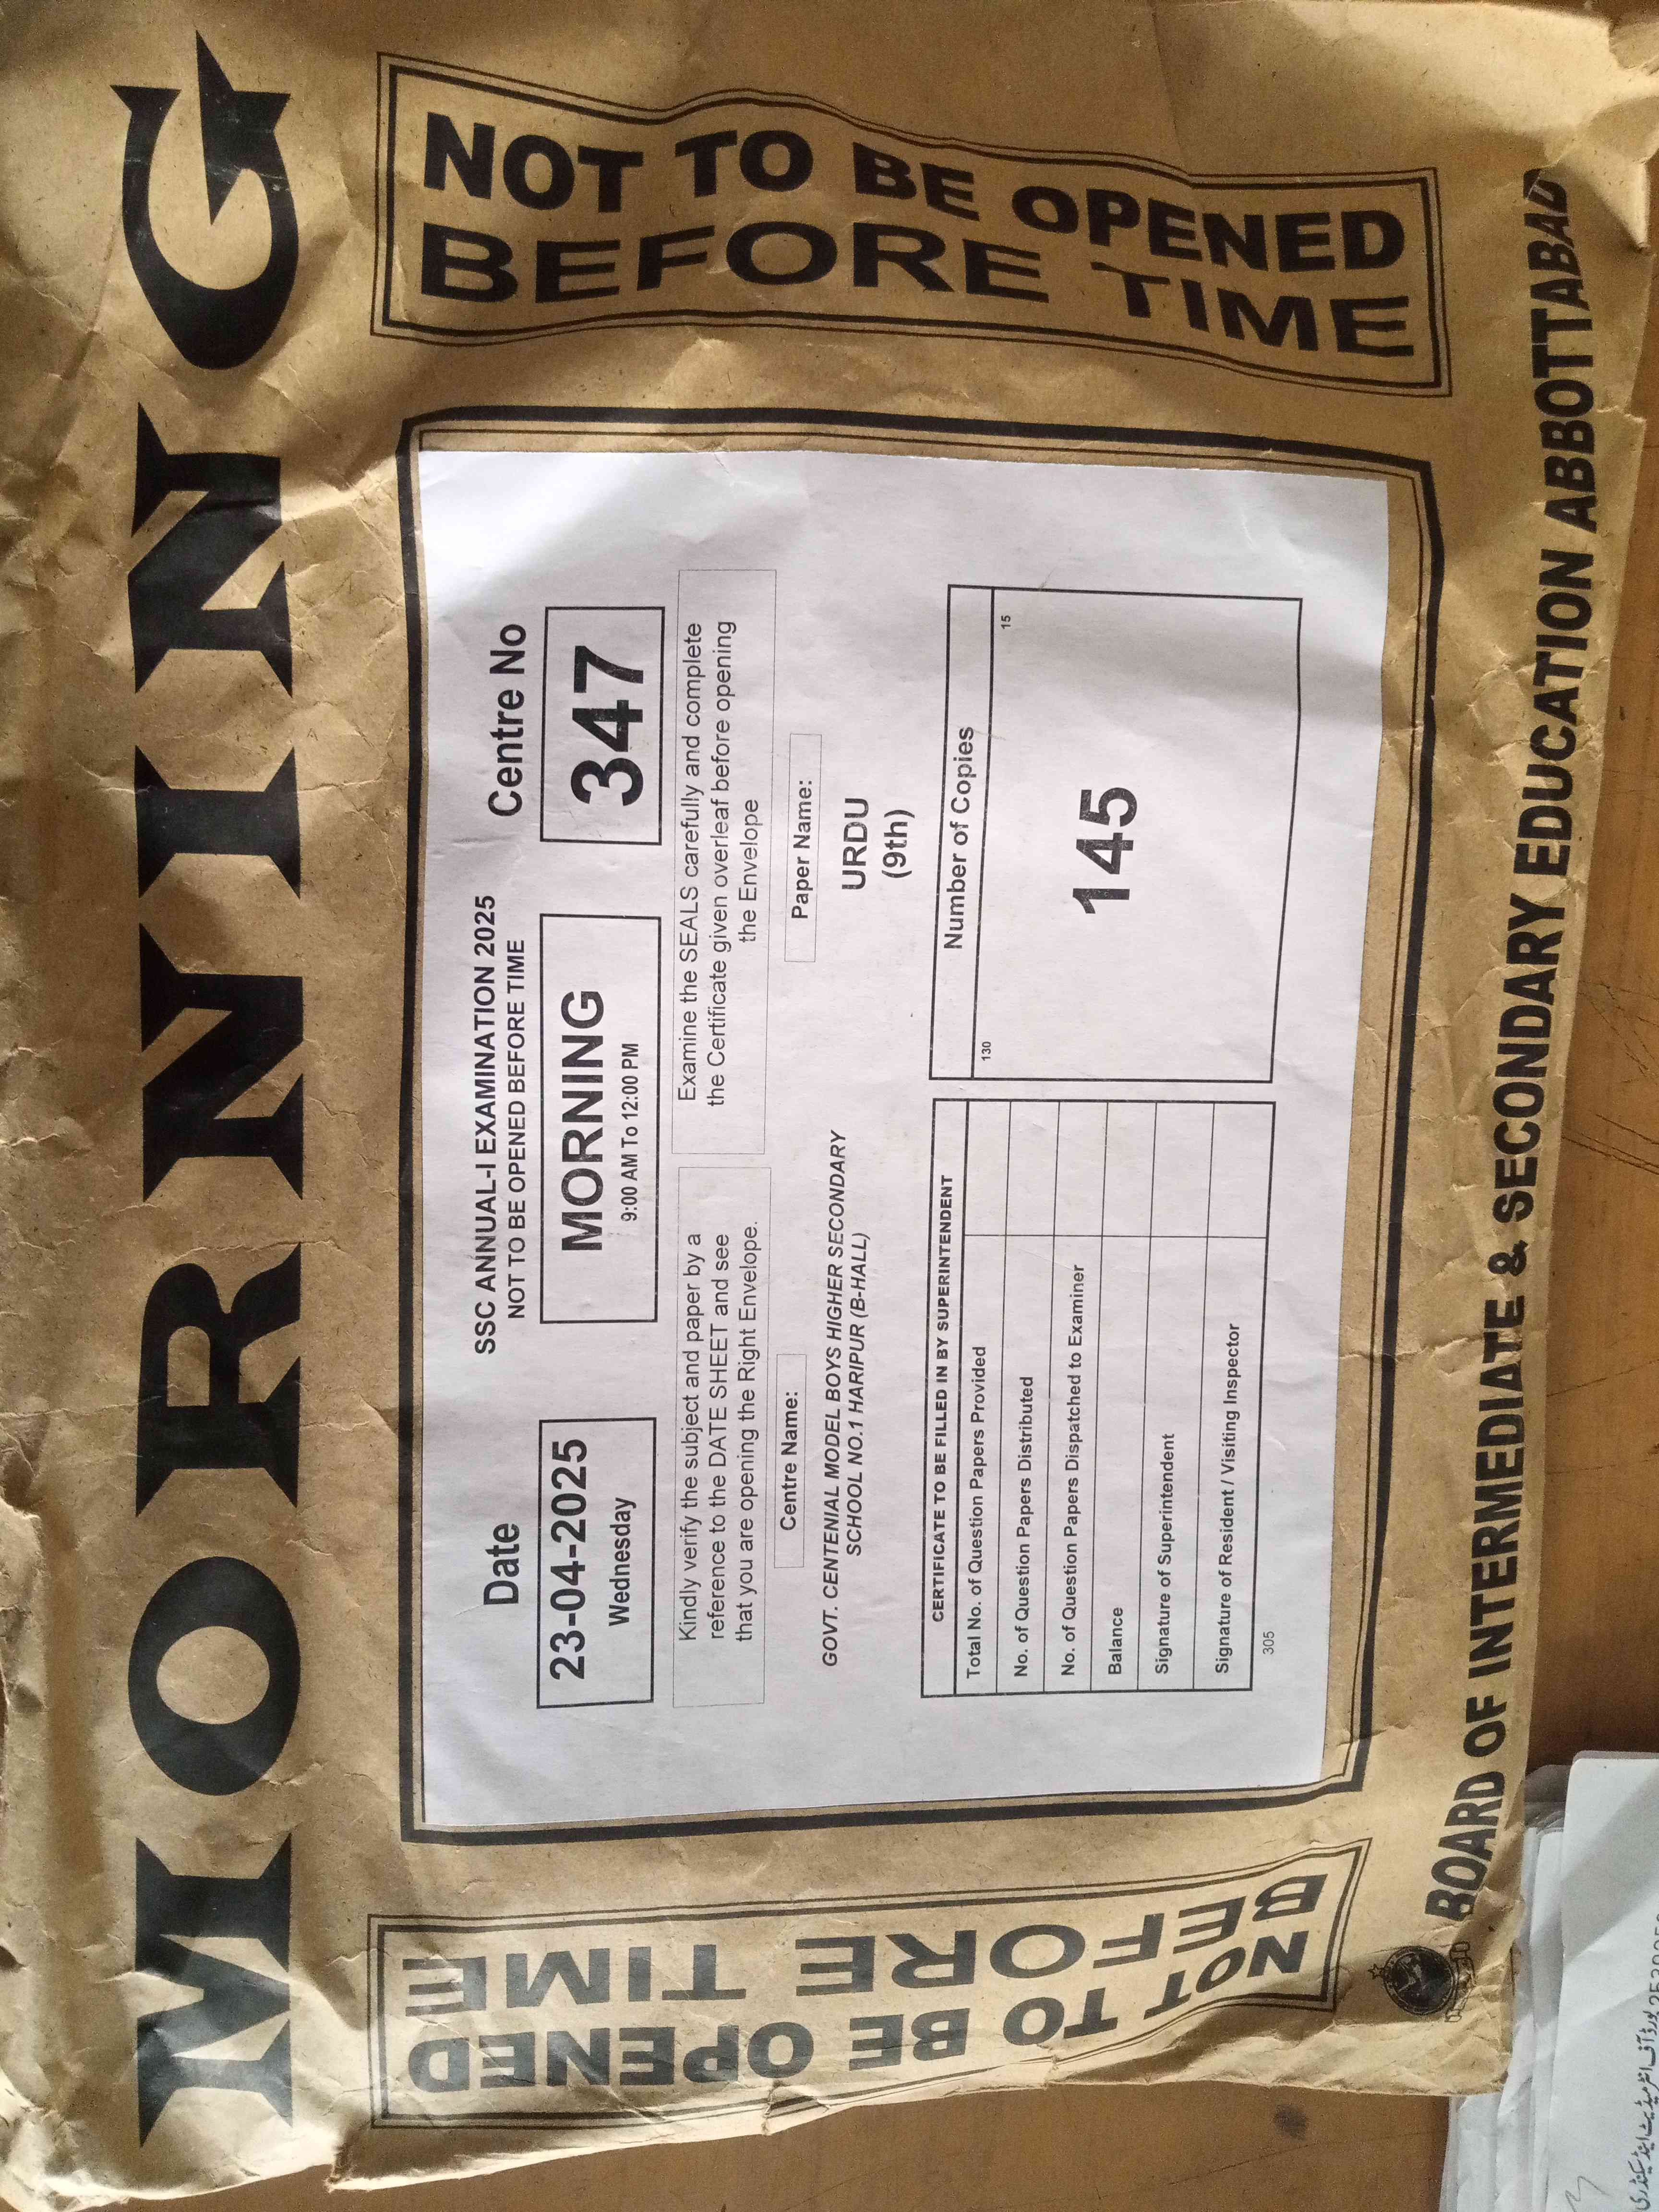 MORNING
NOT TO BE OPENED
BEFORE TIME
SSC ANNUAL-I EXAMINATION 2025
NOT TO BE OPENED BEFORE TIME
Date
23-04-2025
Wednesday
MORNING
9:00 AM To 12:00 PM
Centre No
347
Kindly verify the subject and paper by a
reference to the DATE SHEET and see
that you are opening the Right Envelope.
Examine the SEALS carefully and complete
the Certificate given overleaf before opening
the Envelope
Centre Name:
GOVT. CENTENIAL MODEL BOYS HIGHER SECONDARY
SCHOOL NO.1 HARIPUR (B-HALL)
Paper Name:
URDU
(9th)
CERTIFICATE TO BE FILLED IN BY SUPERINTENDENT
Total No. of Question Papers Provided
No. of Question Papers Distributed
No. of Question Papers Dispatched to Examiner
Balance
Signature of Superintendent
Signature of Resident / Visiting Inspector
305
Number of Copies
130
15
145
NOT TO BE OPENED
BEFORE TIME
BOARD OF INTERMEDIATE & SECONDARY EDUCATION ABBOTTABAD
بورڈ آف انٹرمیڈیٹ اینڈ سیکنڈری